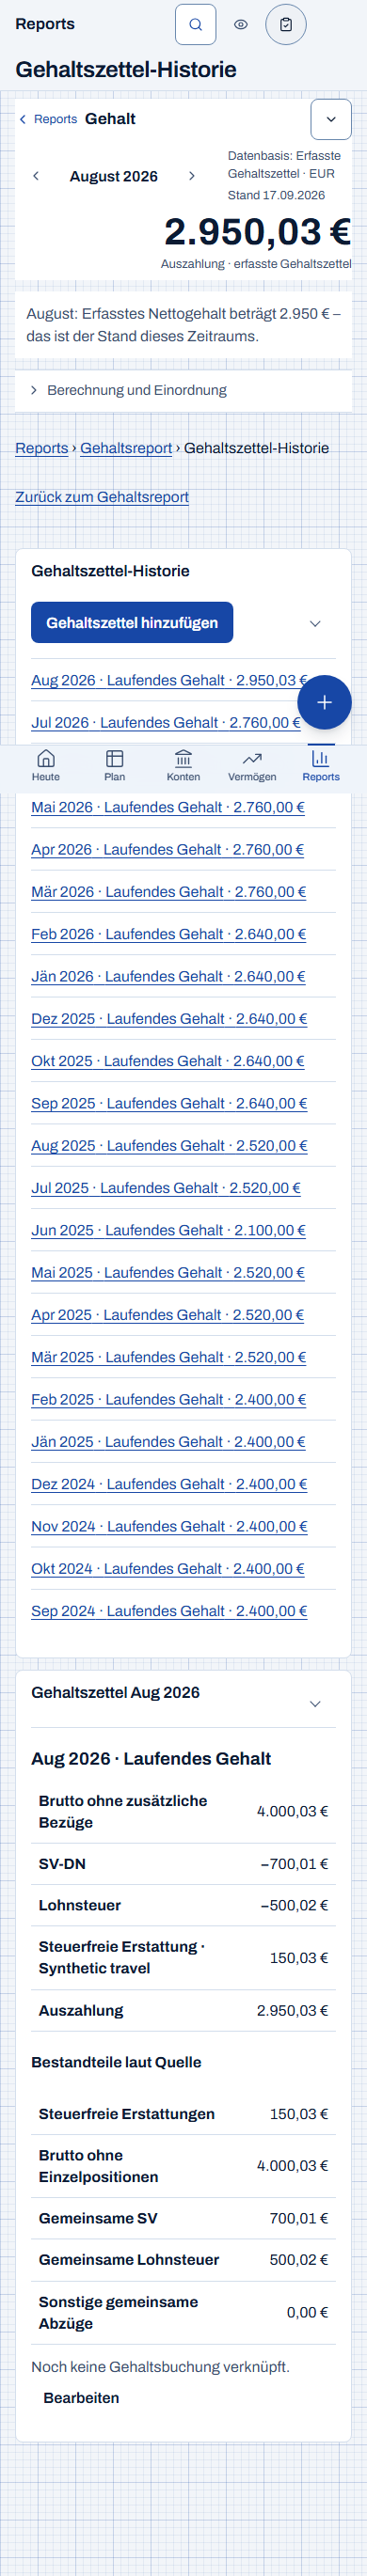 Reports
Gehaltszettel-Historie
Reports Gehalt
August 2026
Datenbasis: Erfasste
Gehaltszettel · EUR
Stand 17.09.2026
2.950,03 €
Auszahlung · erfasste Gehaltszettel
August: Erfasstes Nettogehalt beträgt 2.950 € –
das ist der Stand dieses Zeitraums.
Berechnung und Einordnung
Reports › Gehaltsreport › Gehaltszettel-Historie
Zurück zum Gehaltsreport
Gehaltszettel-Historie
Gehaltszettel hinzufügen
Aug 2026 · Laufendes Gehalt · 2.950,03 €
Jul 2026 · Laufendes Gehalt · 2.760,00 €
Heute
Plan
Konten
Vermögen
Reports
Mai 2026 · Laufendes Gehalt · 2.760,00 €
Apr 2026 · Laufendes Gehalt · 2.760,00 €
Mär 2026 · Laufendes Gehalt · 2.760,00 €
Feb 2026 · Laufendes Gehalt · 2.640,00 €
Jän 2026 · Laufendes Gehalt · 2.640,00 €
Dez 2025 · Laufendes Gehalt · 2.640,00 €
Okt 2025 · Laufendes Gehalt · 2.640,00 €
Sep 2025 · Laufendes Gehalt · 2.640,00 €
Aug 2025 · Laufendes Gehalt · 2.520,00 €
Jul 2025 · Laufendes Gehalt · 2.520,00 €
Jun 2025 · Laufendes Gehalt · 2.100,00 €
Mai 2025 · Laufendes Gehalt · 2.520,00 €
Apr 2025 · Laufendes Gehalt · 2.520,00 €
Mär 2025 · Laufendes Gehalt · 2.520,00 €
Feb 2025 · Laufendes Gehalt · 2.400,00 €
Jän 2025 · Laufendes Gehalt · 2.400,00 €
Dez 2024 · Laufendes Gehalt · 2.400,00 €
Nov 2024 · Laufendes Gehalt · 2.400,00 €
Okt 2024 · Laufendes Gehalt · 2.400,00 €
Sep 2024 · Laufendes Gehalt · 2.400,00 €
Gehaltszettel Aug 2026
Aug 2026 · Laufendes Gehalt
Brutto ohne zusätzliche
Bezüge
4.000,03 €
SV-DN −700,01 €
Lohnsteuer −500,02 €
Steuerfreie Erstattung ·
Synthetic travel
150,03 €
Auszahlung 2.950,03 €
Bestandteile laut Quelle
Steuerfreie Erstattungen 150,03 €
Brutto ohne
Einzelpositionen
4.000,03 €
Gemeinsame SV 700,01 €
Gemeinsame Lohnsteuer 500,02 €
Sonstige gemeinsame
Abzüge
0,00 €
Noch keine Gehaltsbuchung verknüpft.
Bearbeiten